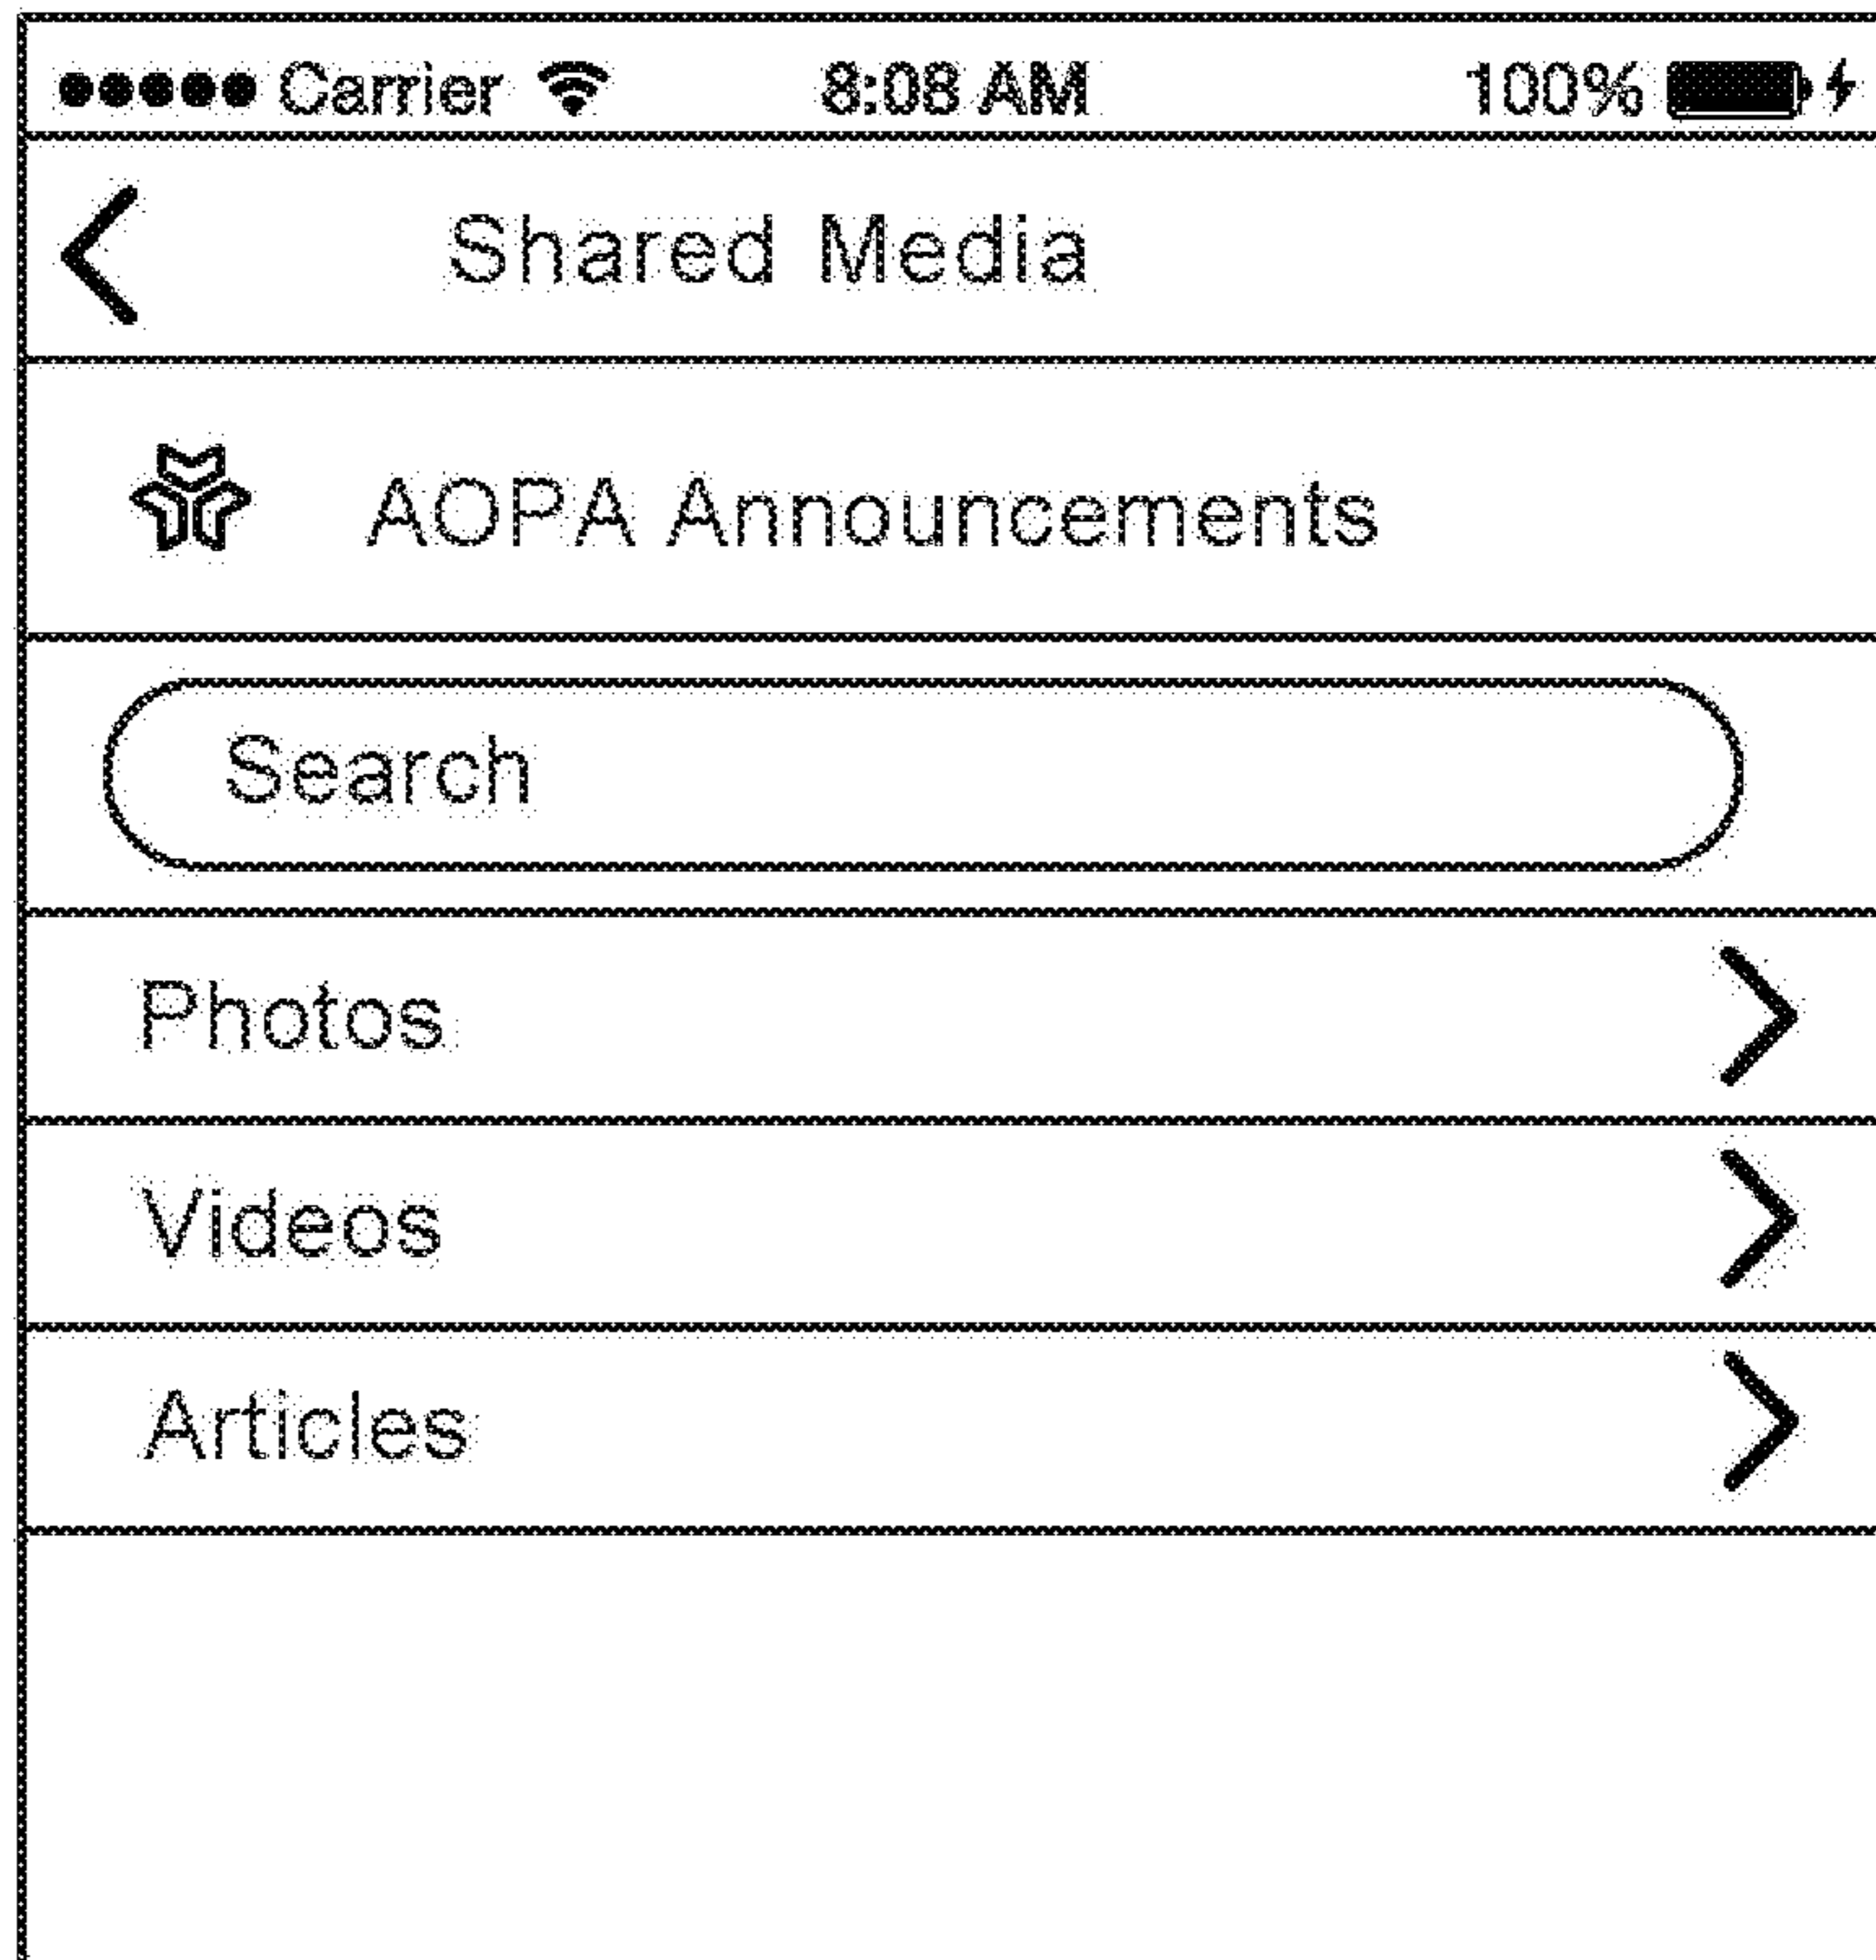 Carrier 8:08 AM 100%
Shared Media
AOPA Announcements
Search
Photos
Videos
Articles